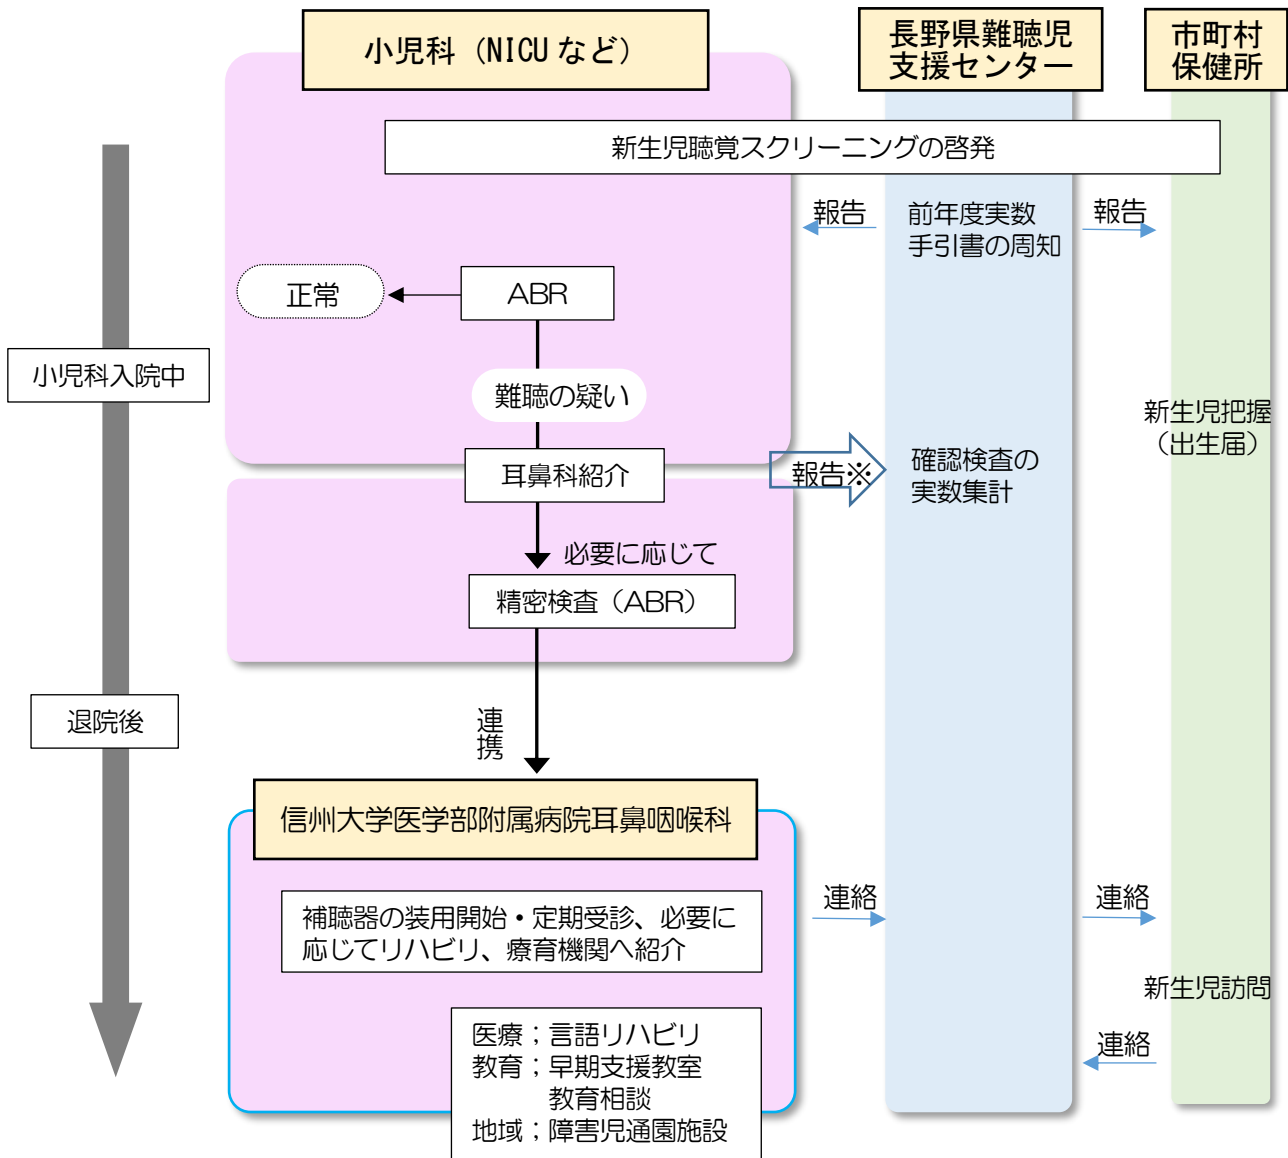 小児科（NICUなど）
長野県難聴児
支援センター
市町村
保健所
新生児聴覚スクリーニングの啓発
報告
前年度実数
手引書の周知
報告
正常
ABR
小児科入院中
難聴の疑い
新生児把握
（出生届）
耳鼻科紹介
報告※
確認検査の
実数集計
必要に応じて
精密検査（ABR）
退院後
連携
信州大学医学部附属病院耳鼻咽喉科
補聴器の装用開始・定期受診、必要に
応じてリハビリ、療育機関へ紹介
連絡
連絡
新生児訪問
医療；言語リハビリ
教育；早期支援教室
教育相談
地域；障害児通園施設
連絡